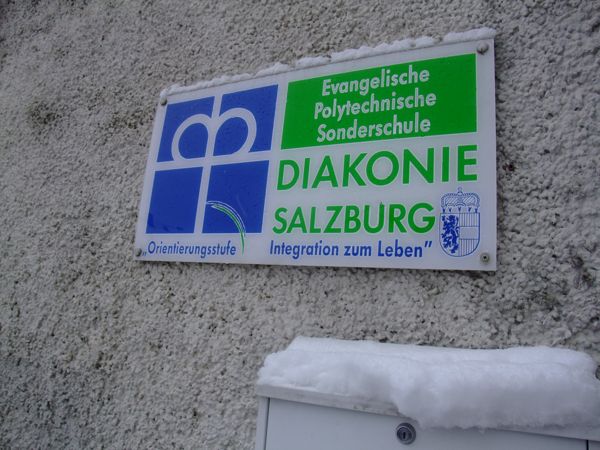 Evangelische
Polytechnische
Sonderschule
DIAKONIE
SALZBURG
„Orientierungsstufe Integration zum Leben”